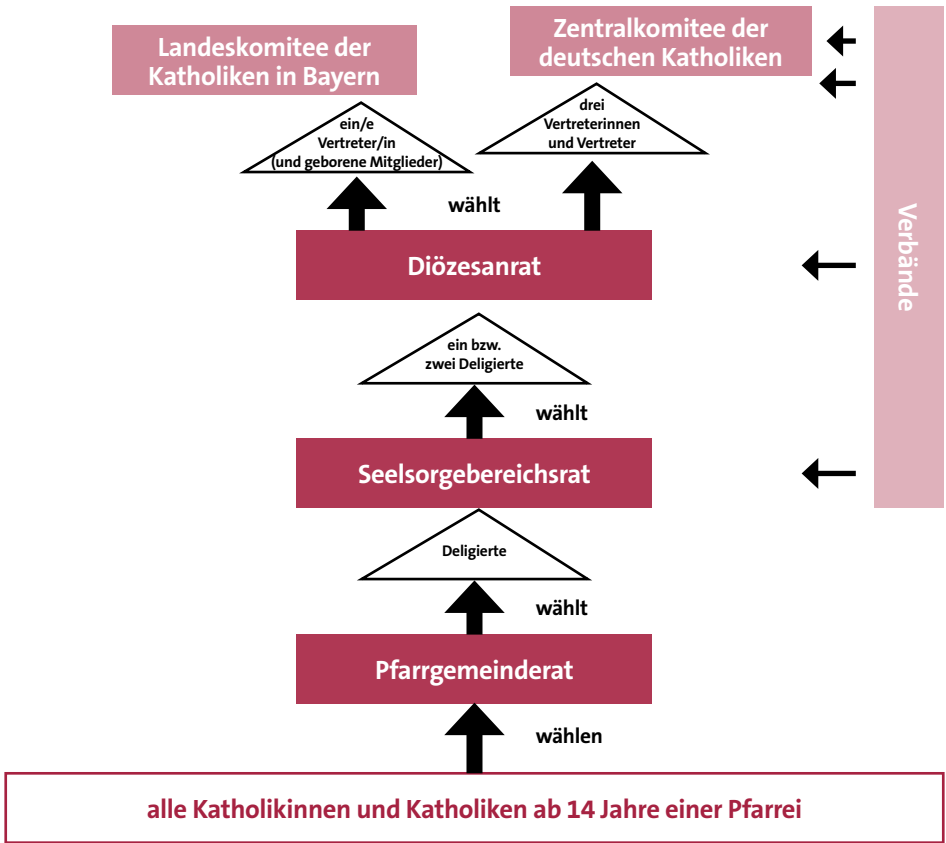 Landeskomitee der
Katholiken in Bayern
Zentralkomitee der
deutschen Katholiken
ein/e
Vertreter/in
(und geborene Mitglieder)
drei
Vertreterinnen
und Vertreter
wählt
Diözesanrat
Verbände
ein bzw.
zwei Deligierte
wählt
Seelsorgebereichsrat
Deligierte
wählt
Pfarrgemeinderat
wählen
alle Katholikinnen und Katholiken ab 14 Jahre einer Pfarrei